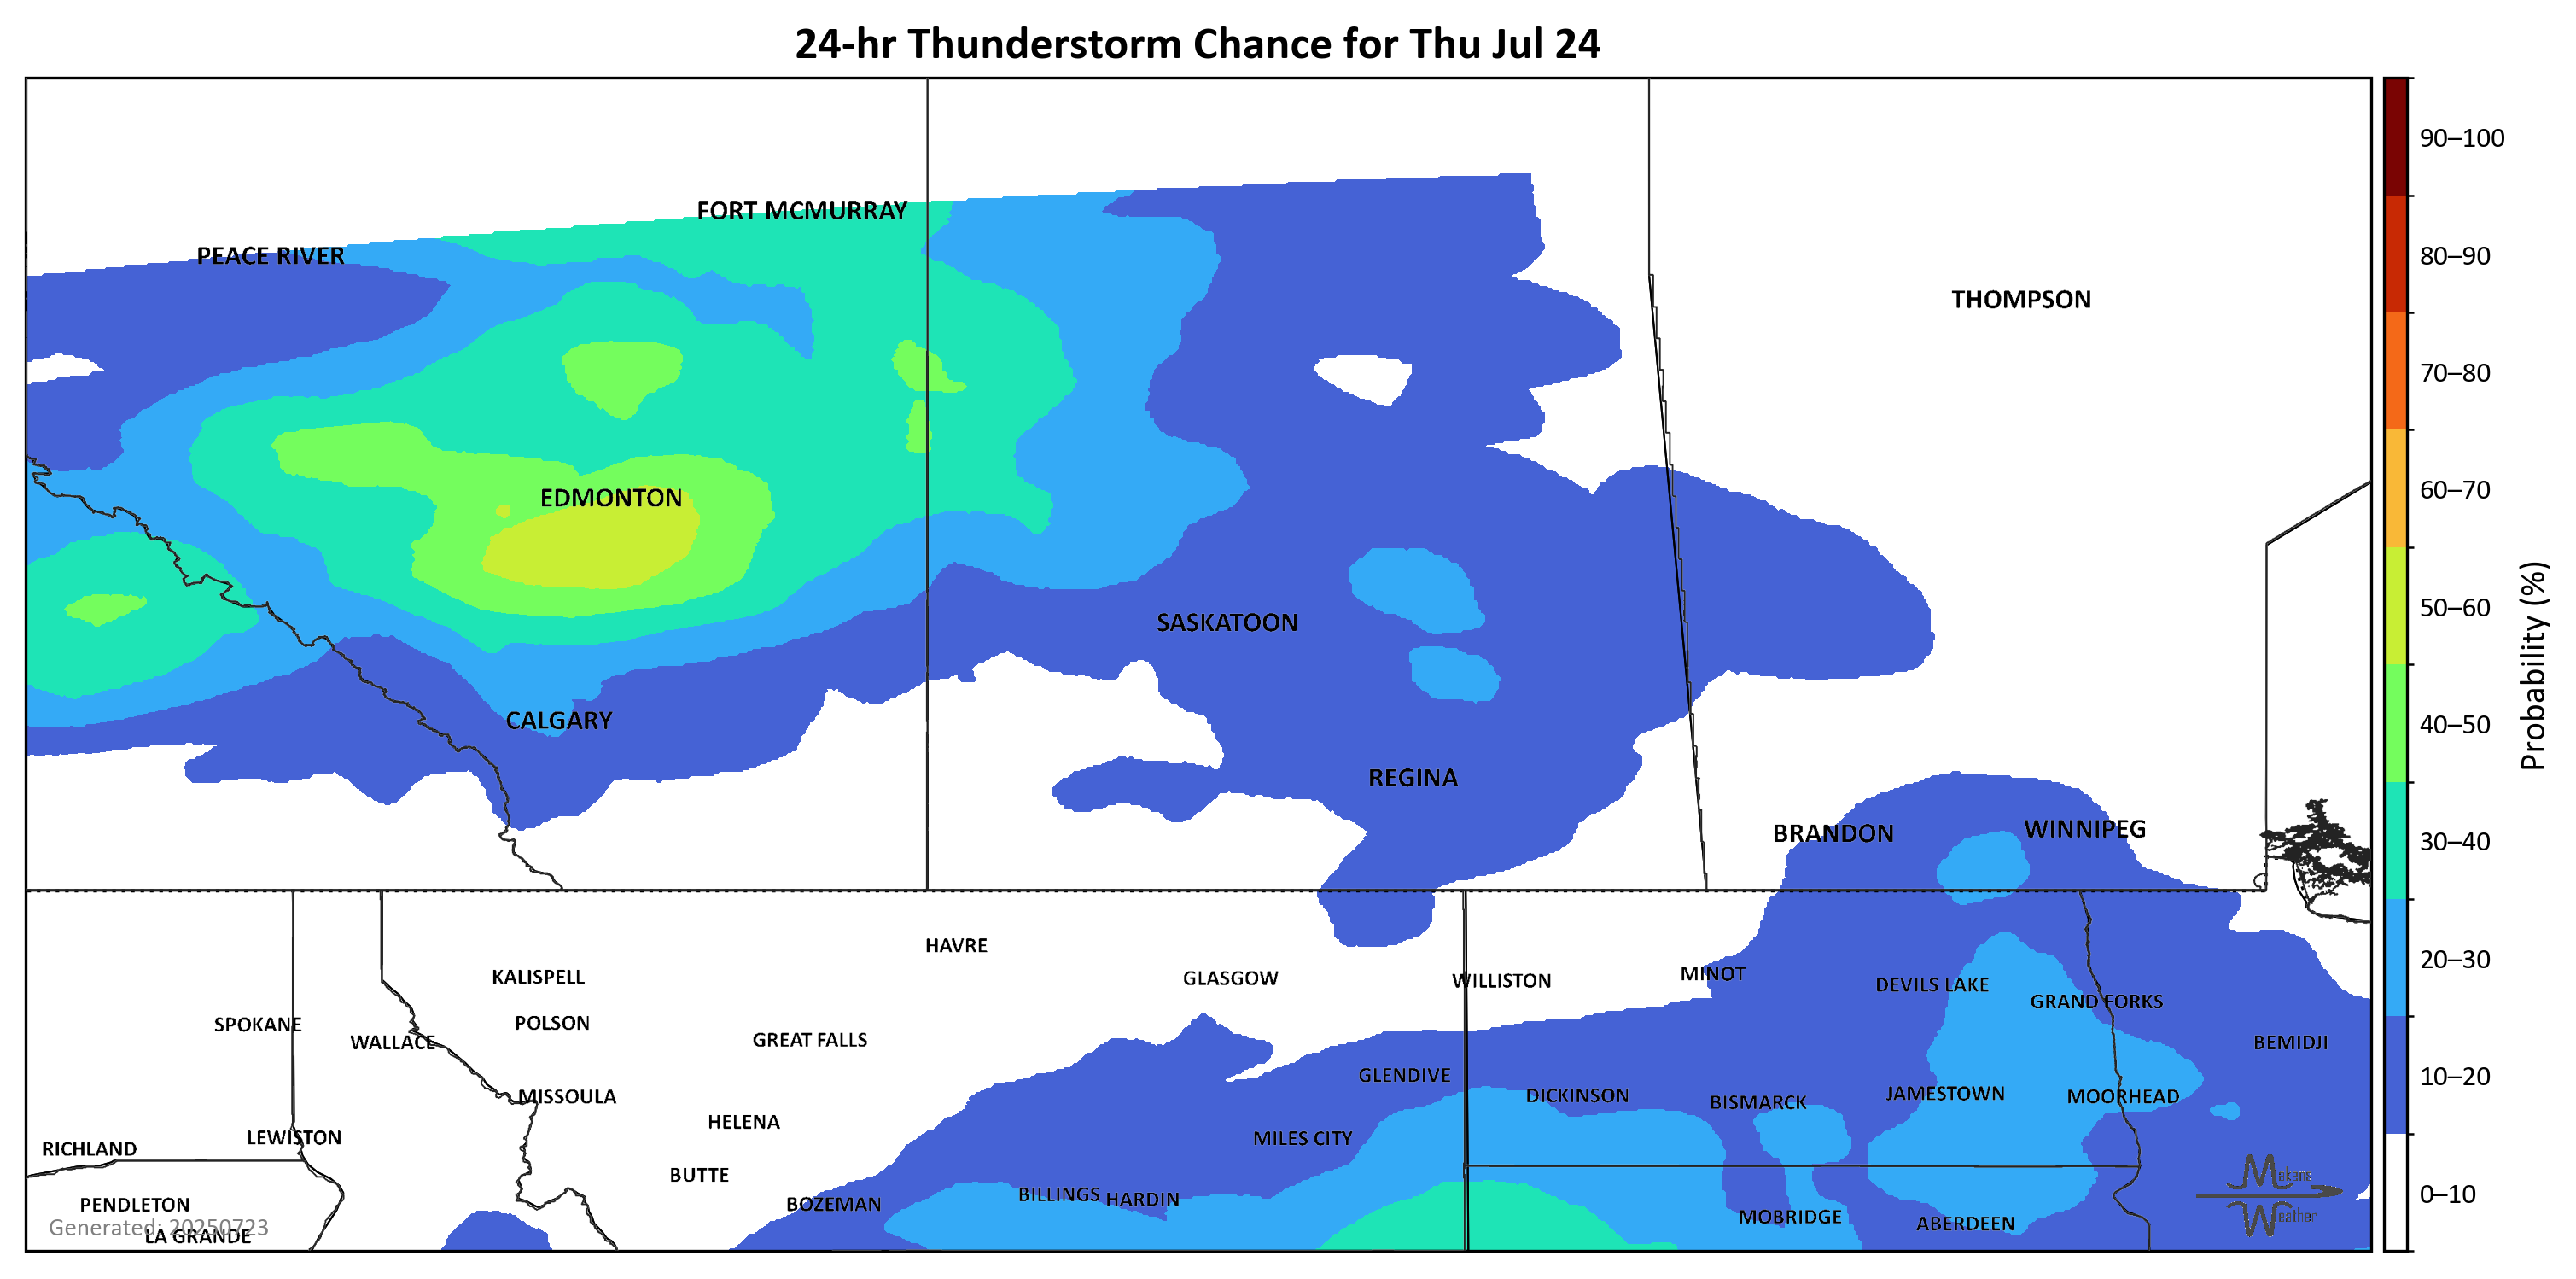 24-hr Thunderstorm Chance for Thu Jul 24
FORT MCMURRAY
PEACE RIVER
THOMPSON
EDMONTON
SASKATOON
CALGARY
REGINA
BRANDON
WINNIPEG
HAVRE
KALISPELL
GLASGOW
WILLISTON
MINOT
DEVILS LAKE
GRAND FORKS
SPOKANE
POLSON
WALLACE
GREAT FALLS
BEMIDJI
GLENDIVE
MISSOULA
DICKINSON
BISMARCK
JAMESTOWN
MOORHEAD
HELENA
LEWISTON
MILES CITY
RICHLAND
BUTTE
BILLINGS
HARDIN
PENDLETON
BOZEMAN
MOBRIDGE
ABERDEEN
Generated: 20250723
LA GRANDE
Makens
Weather
90–100
80–90
70–80
60–70
50–60
40–50
30–40
20–30
10–20
0–10
Probability (%)